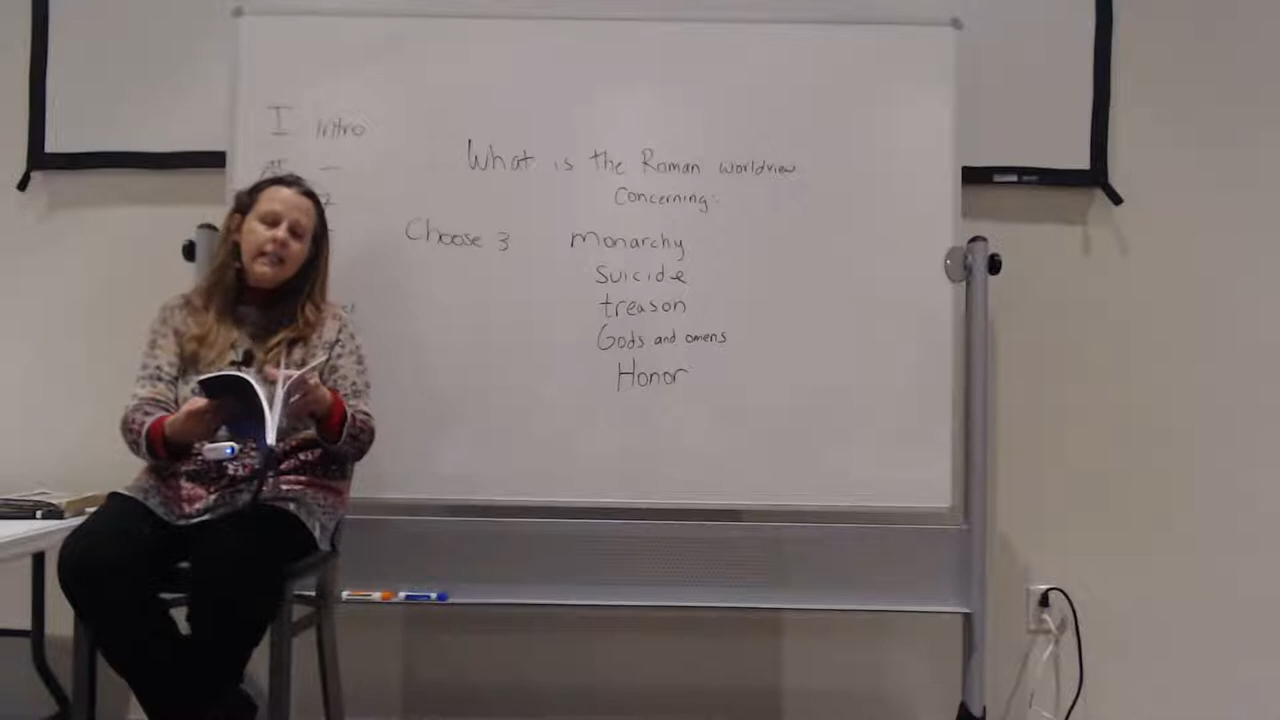 I Intro
What is the Roman worldview
Concerning:
Choose 3 Monarchy
Suicide
treason
Gods and omens
Honor